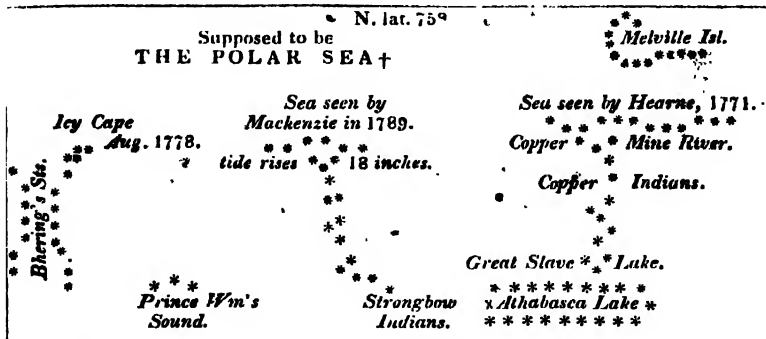 N. lat. 75°
Supposed to be
THE POLAR SEA†
Melville Isl.
Sea seen by
Mackenzie in 1789.
tide rises 18 inches.
Sea seen by Hearne, 1771.
Copper Mine River.
Copper Indians.
Icy Cape
Aug. 1778.
Bhering's Sts.
Prince Wm's
Sound.
Strongbow
Indians.
Great Slave Lake.
Athabasca Lake